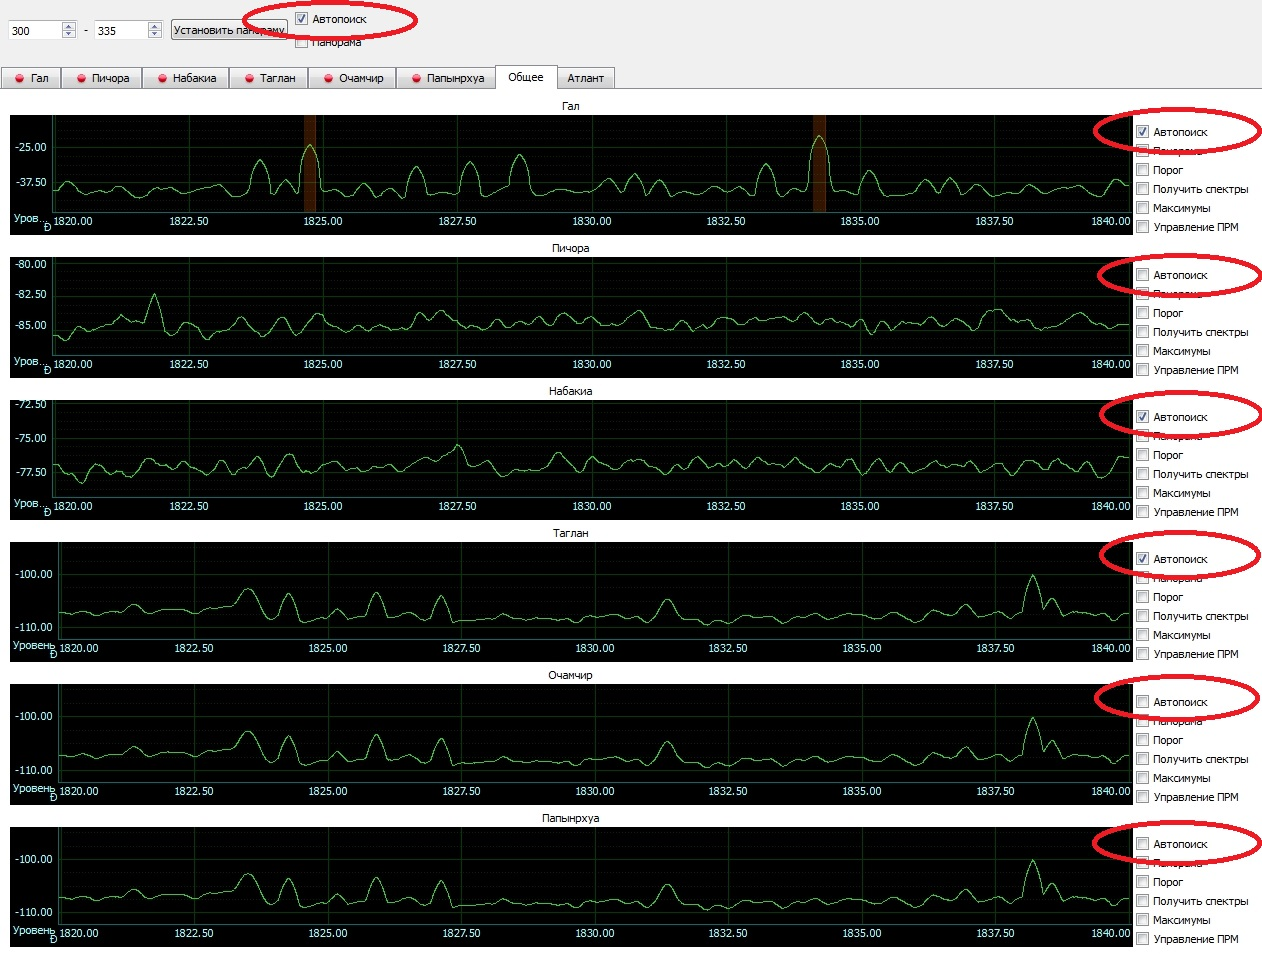 300 - 335 Установить панораму Автопоиск
Панорама
Гал Пичора Набакиа Таглан Очамчир Папынрхуа Общее Атлант
Гал
-25.00
-37.50
Уров...
1820.00 1822.50 1825.00 1827.50 1830.00 1832.50 1835.00 1837.50 1840.00
Автопоиск
Панорама
Порог
Получить спектры
Максимумы
Управление ПРМ
Пичора
-80.00
-82.50
-85.00
Уров...
1820.00 1822.50 1825.00 1827.50 1830.00 1832.50 1835.00 1837.50 1840.00
Автопоиск
Панорама
Порог
Получить спектры
Максимумы
Управление ПРМ
Набакиа
-72.50
-75.00
-77.50
Уров...
1820.00 1822.50 1825.00 1827.50 1830.00 1832.50 1835.00 1837.50 1840.00
Автопоиск
Панорама
Порог
Получить спектры
Максимумы
Управление ПРМ
Таглан
-100.00
-110.00
Уровень
1820.00 1822.50 1825.00 1827.50 1830.00 1832.50 1835.00 1837.50 1840.00
Автопоиск
Панорама
Порог
Получить спектры
Максимумы
Управление ПРМ
Очамчир
-100.00
-110.00
Уровень
1820.00 1822.50 1825.00 1827.50 1830.00 1832.50 1835.00 1837.50 1840.00
Автопоиск
Панорама
Порог
Получить спектры
Максимумы
Управление ПРМ
Папынрхуа
-100.00
-110.00
Уровень
1820.00 1822.50 1825.00 1827.50 1830.00 1832.50 1835.00 1837.50 1840.00
Автопоиск
Панорама
Порог
Получить спектры
Максимумы
Управление ПРМ